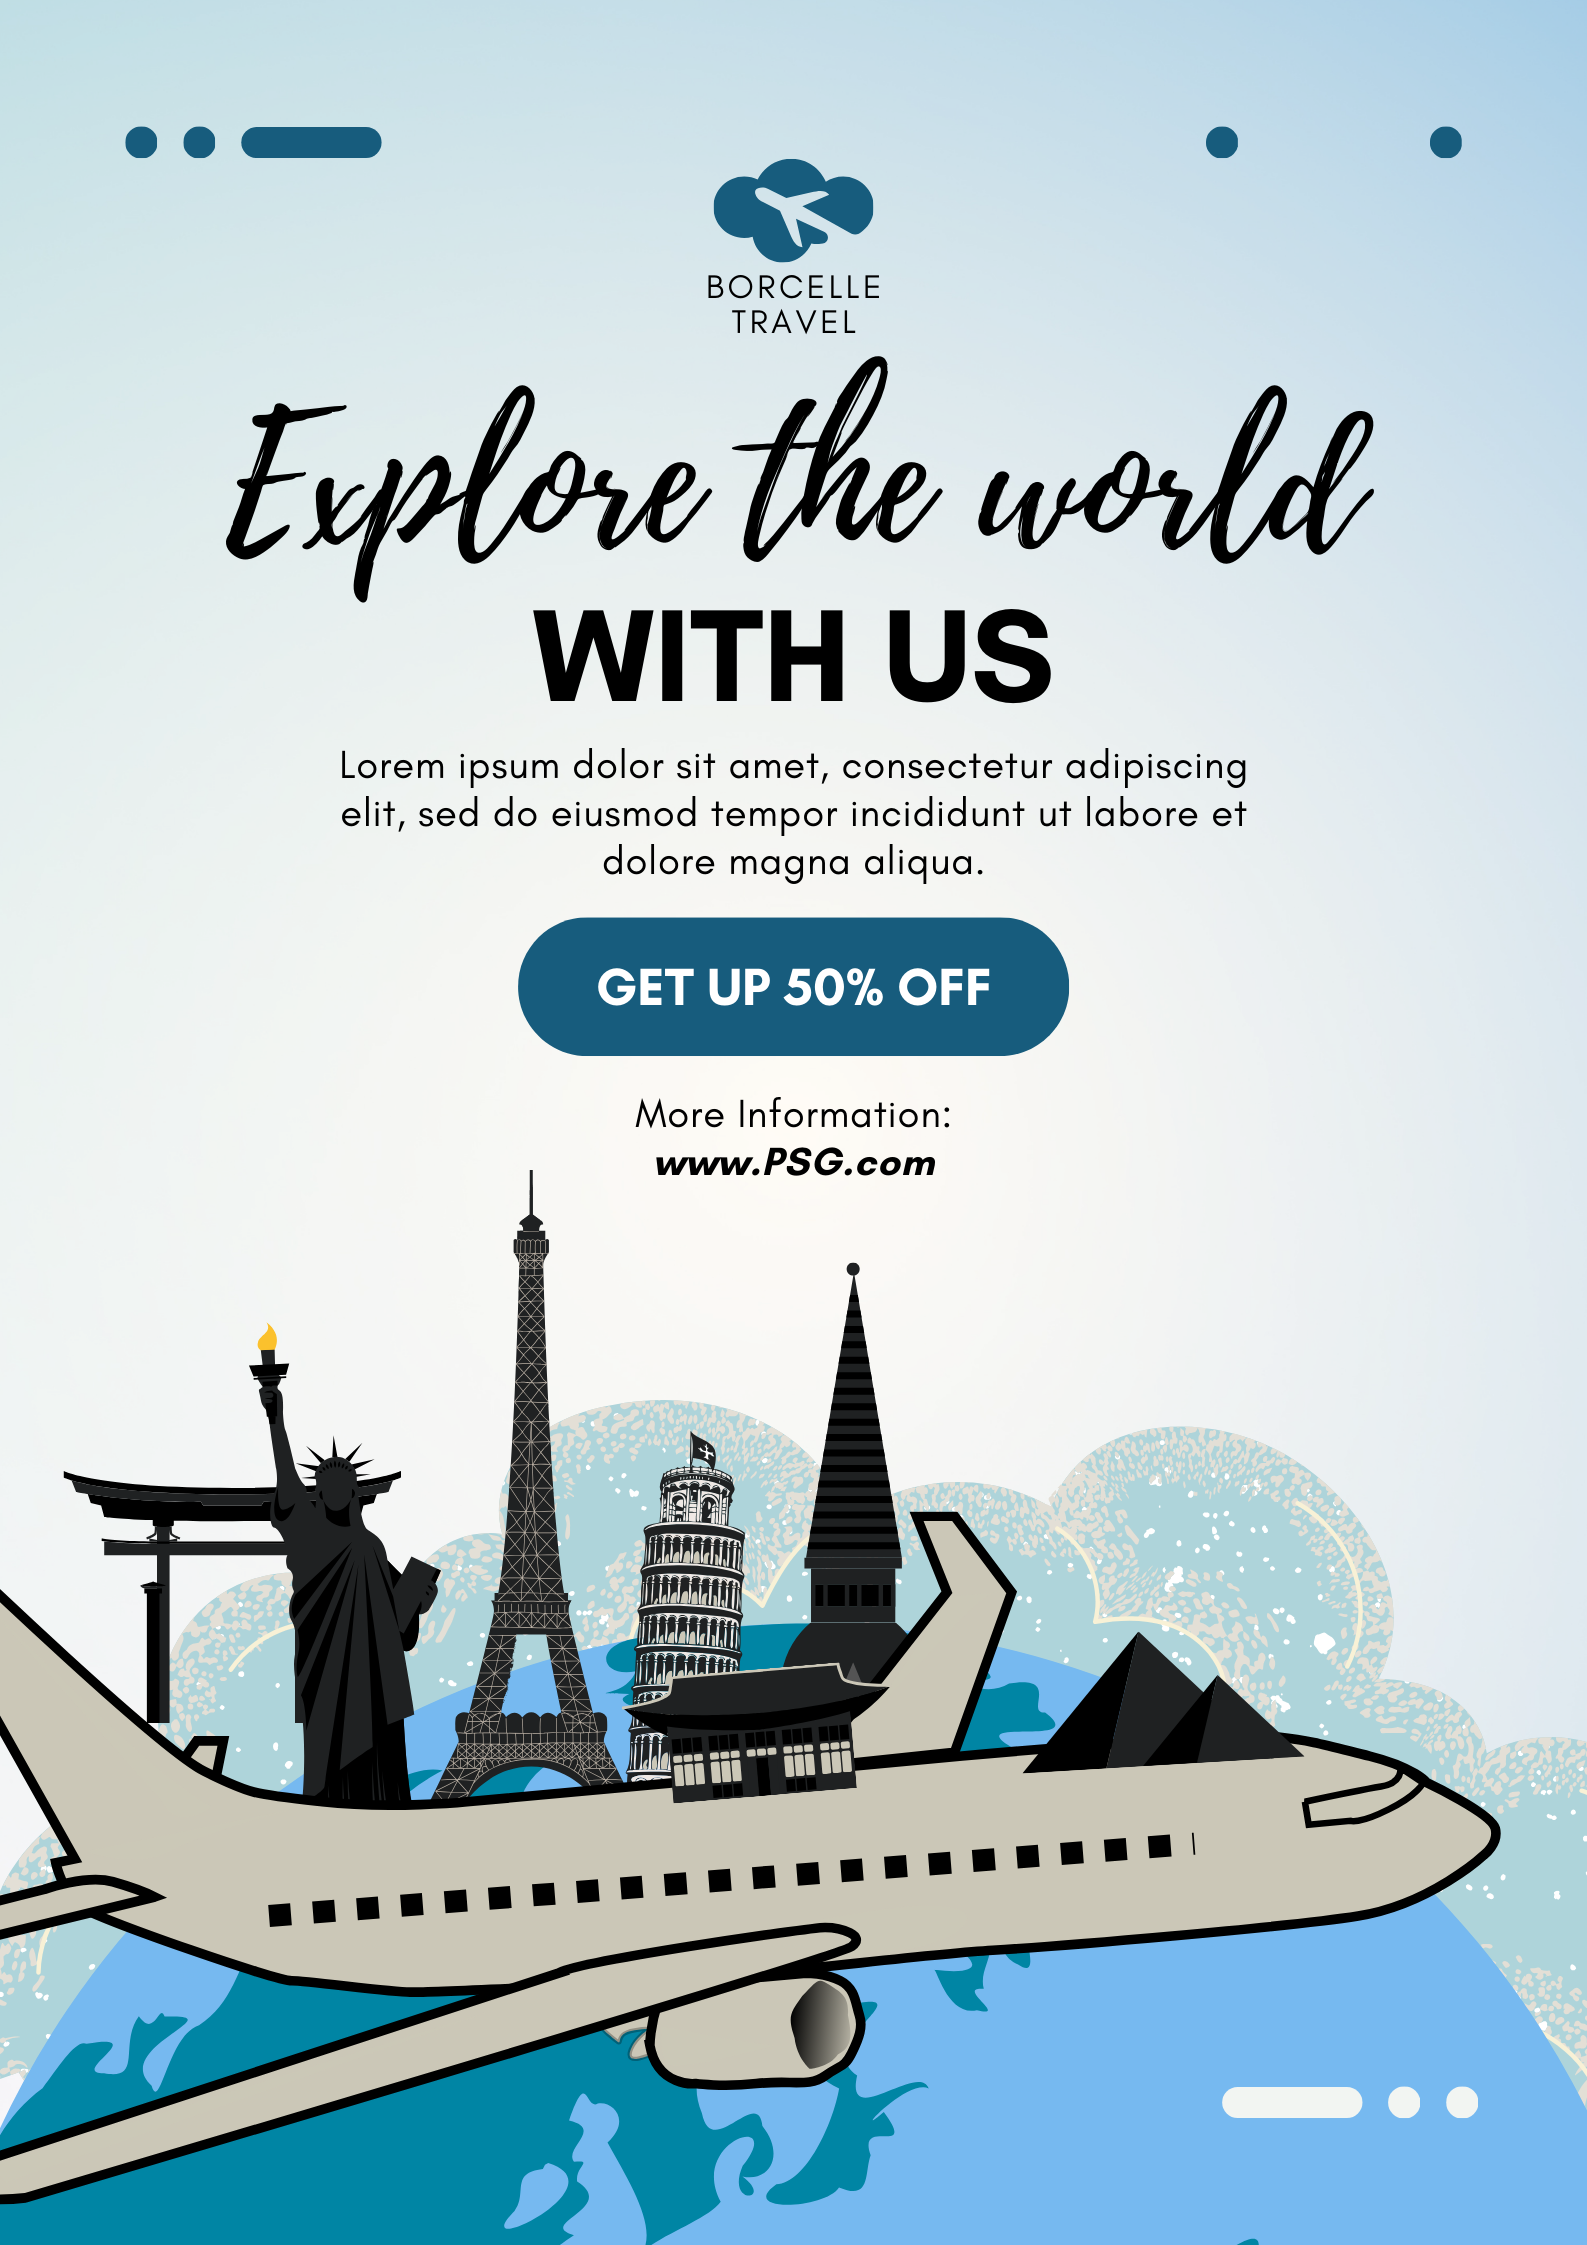 BORCELLE
TRAVEL
Explore the world
WITH US
Lorem ipsum dolor sit amet, consectetur adipiscing
elit, sed do eiusmod tempor incididunt ut labore et
dolore magna aliqua.
GET UP 50% OFF
More Information:
www.PSG.com